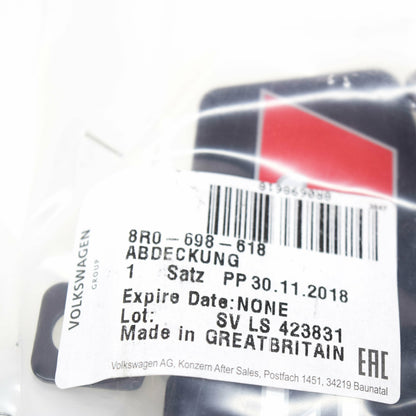 8R0698618
VOLKSWAGEN
GROUP
8R0-698-618
ABDECKUNG
1 Satz PP 30.11.2018
Expire Date:NONE
Lot: SV LS 423831
Made in GREATBRITAIN
EAC
Volkswagen AG, Konzern After Sales, Postfach 1451, 34219 Baunatal